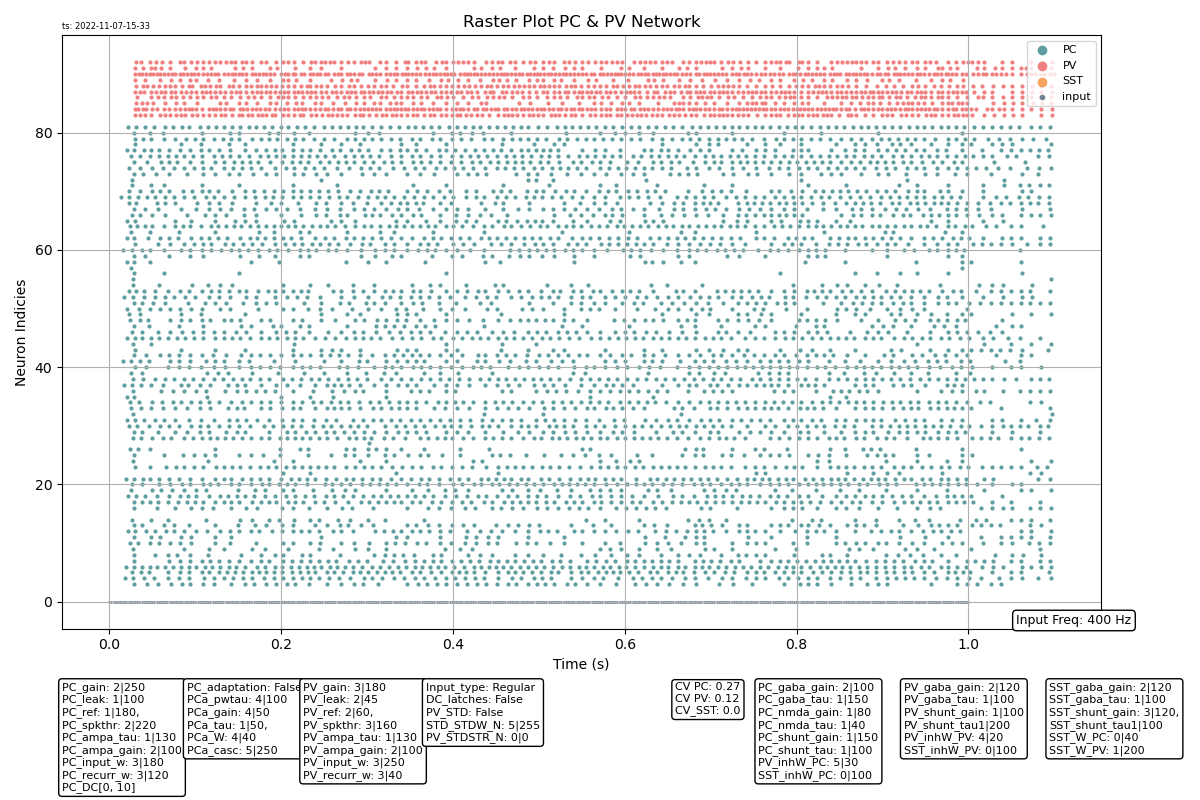 ts: 2022-11-07-15-33
Raster Plot PC & PV Network
PC
PV
SST
input
Neuron Indicies
80
60
40
20
0
0.0
0.2
0.4
0.6
0.8
1.0
Time (s)
Input Freq: 400 Hz
PC_gain: 2|250
PC_leak: 1|100
PC_ref: 1|180,
PC_spkthr: 2|220
PC_ampa_tau: 1|130
PC_ampa_gain: 2|100
PC_input_w: 3|180
PC_recurr_w: 3|120
PC_DC[0, 10]
PC_adaptation: False
PCa_pwtau: 4|100
PCa_gain: 4|50
PCa_tau: 1|50,
PCa_W: 4|40
PCa_casc: 5|250
PV_gain: 3|180
PV_leak: 2|45
PV_ref: 2|60,
PV_spkthr: 3|160
PV_ampa_tau: 1|130
PV_ampa_gain: 2|100
PV_input_w: 3|250
PV_recurr_w: 3|40
Input_type: Regular
DC_latches: False
PV_STD: False
STD_STDW_N: 5|255
PV_STDSTR_N: 0|0
CV PC: 0.27
CV_PV: 0.12
CV_SST: 0.0
PC_gaba_gain: 2|100
PC_gaba_tau: 1|150
PC_nmda_gain: 1|80
PC_nmda_tau: 1|40
PC_shunt_gain: 1|150
PC_shunt_tau: 1|100
PV_inhW_PC: 5|30
SST_inhW_PC: 0|100
PV_gaba_gain: 2|120
PV_gaba_tau: 1|100
PV_shunt_gain: 1|100
PV_shunt_tau1|200
PV_inhW_PV: 4|20
SST_inhW_PV: 0|100
SST_gaba_gain: 2|120
SST_gaba_tau: 1|100
SST_shunt_gain: 3|120,
SST_shunt_tau1|100
SST_W_PC: 0|40
SST_W_PV: 1|200